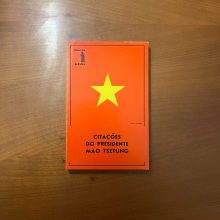 CITAÇÕES
DO PRESIDENTE
MAO TSETUNG